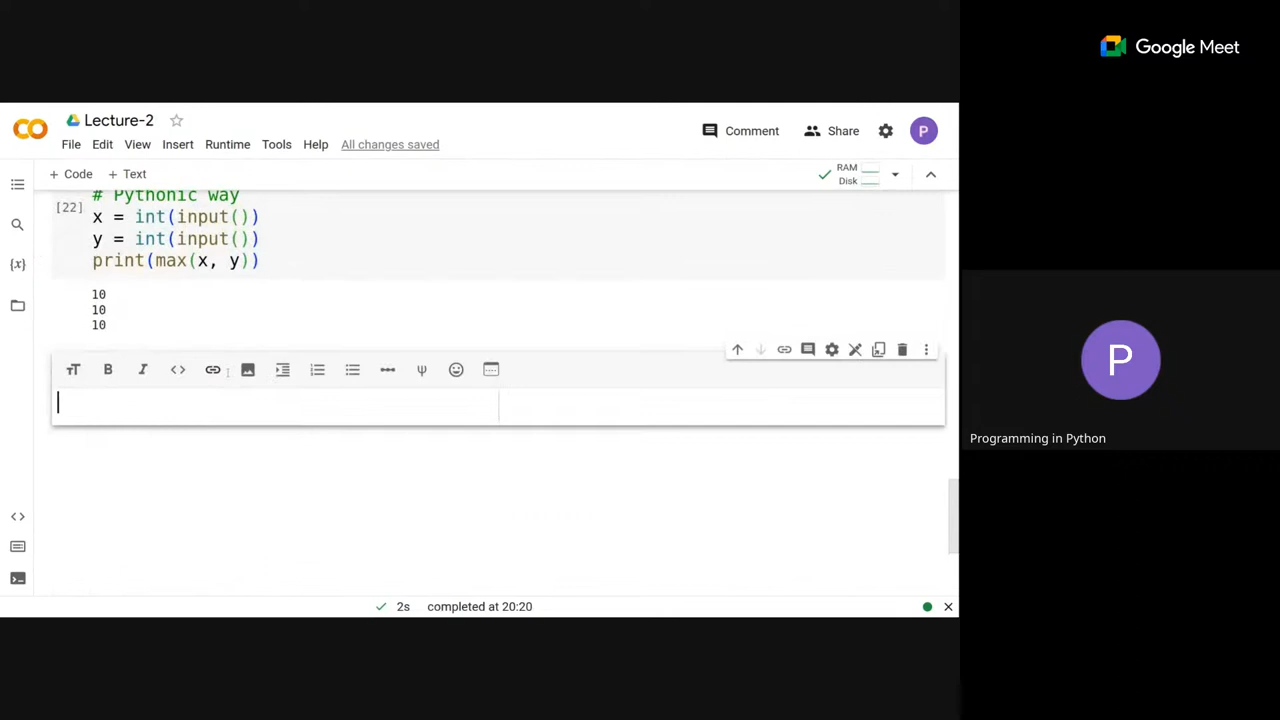 Google Meet
Lecture-2
File Edit View Insert Runtime Tools Help All changes saved
Comment Share P
+ Code + Text
RAM
Disk
# Pythonic way
[22] x = int(input())
y = int(input())
print(max(x, y))
10
10
10
P
Programming in Python
2s completed at 20:20